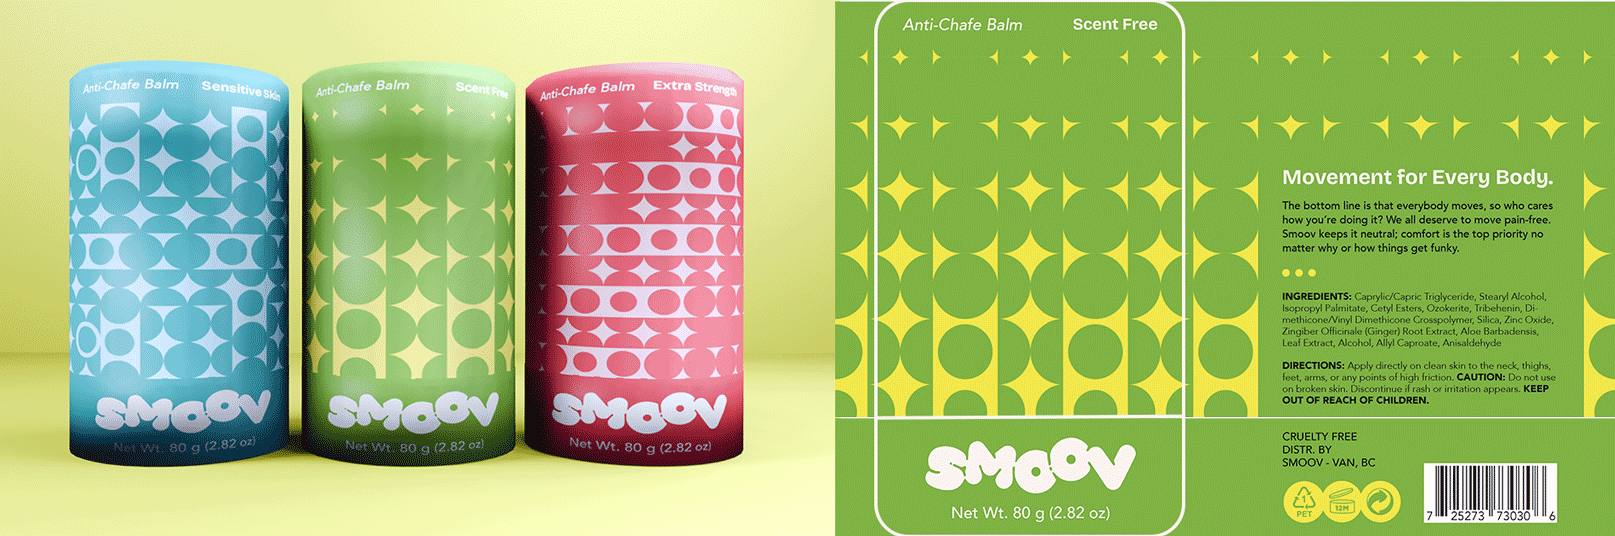 Anti-Chafe Balm Sensitive Skin
SMOOV
Net Wt. 80 g (2.82 oz)
Anti-Chafe Balm Scent Free
SMOOV
Net Wt. 80 g (2.82 oz)
Anti-Chafe Balm Extra Strength
SMOOV
Net Wt. 80 g (2.82 oz)
Anti-Chafe Balm Scent Free
SMOOV
Net Wt. 80 g (2.82 oz)
Movement for Every Body.
The bottom line is that everybody moves, so who cares
how you're doing it? We all deserve to move pain-free.
Smoov keeps it neutral; comfort is the top priority no
matter why or how things get funky.
INGREDIENTS: Caprylic/Capric Triglyceride, Stearyl Alcohol,
Isopropyl Palmitate, Cetyl Esters, Ozokerite, Tribehenin, Di-
methicone/Vinyl Dimethicone Crosspolymer, Silica, Zinc Oxide,
Zingiber Officinale (Ginger) Root Extract, Aloe Barbadensis,
Leaf Extract, Alcohol, Allyl Caproate, Anisaldehyde
DIRECTIONS: Apply directly on clean skin to the neck, thighs,
feet, arms, or any points of high friction. CAUTION: Do not use
on broken skin. Discontinue if rash or irritation appears. KEEP
OUT OF REACH OF CHILDREN.
CRUELTY FREE
DISTR. BY
SMOOV - VAN, BC
1
PET
12M
7 25273 73030 6